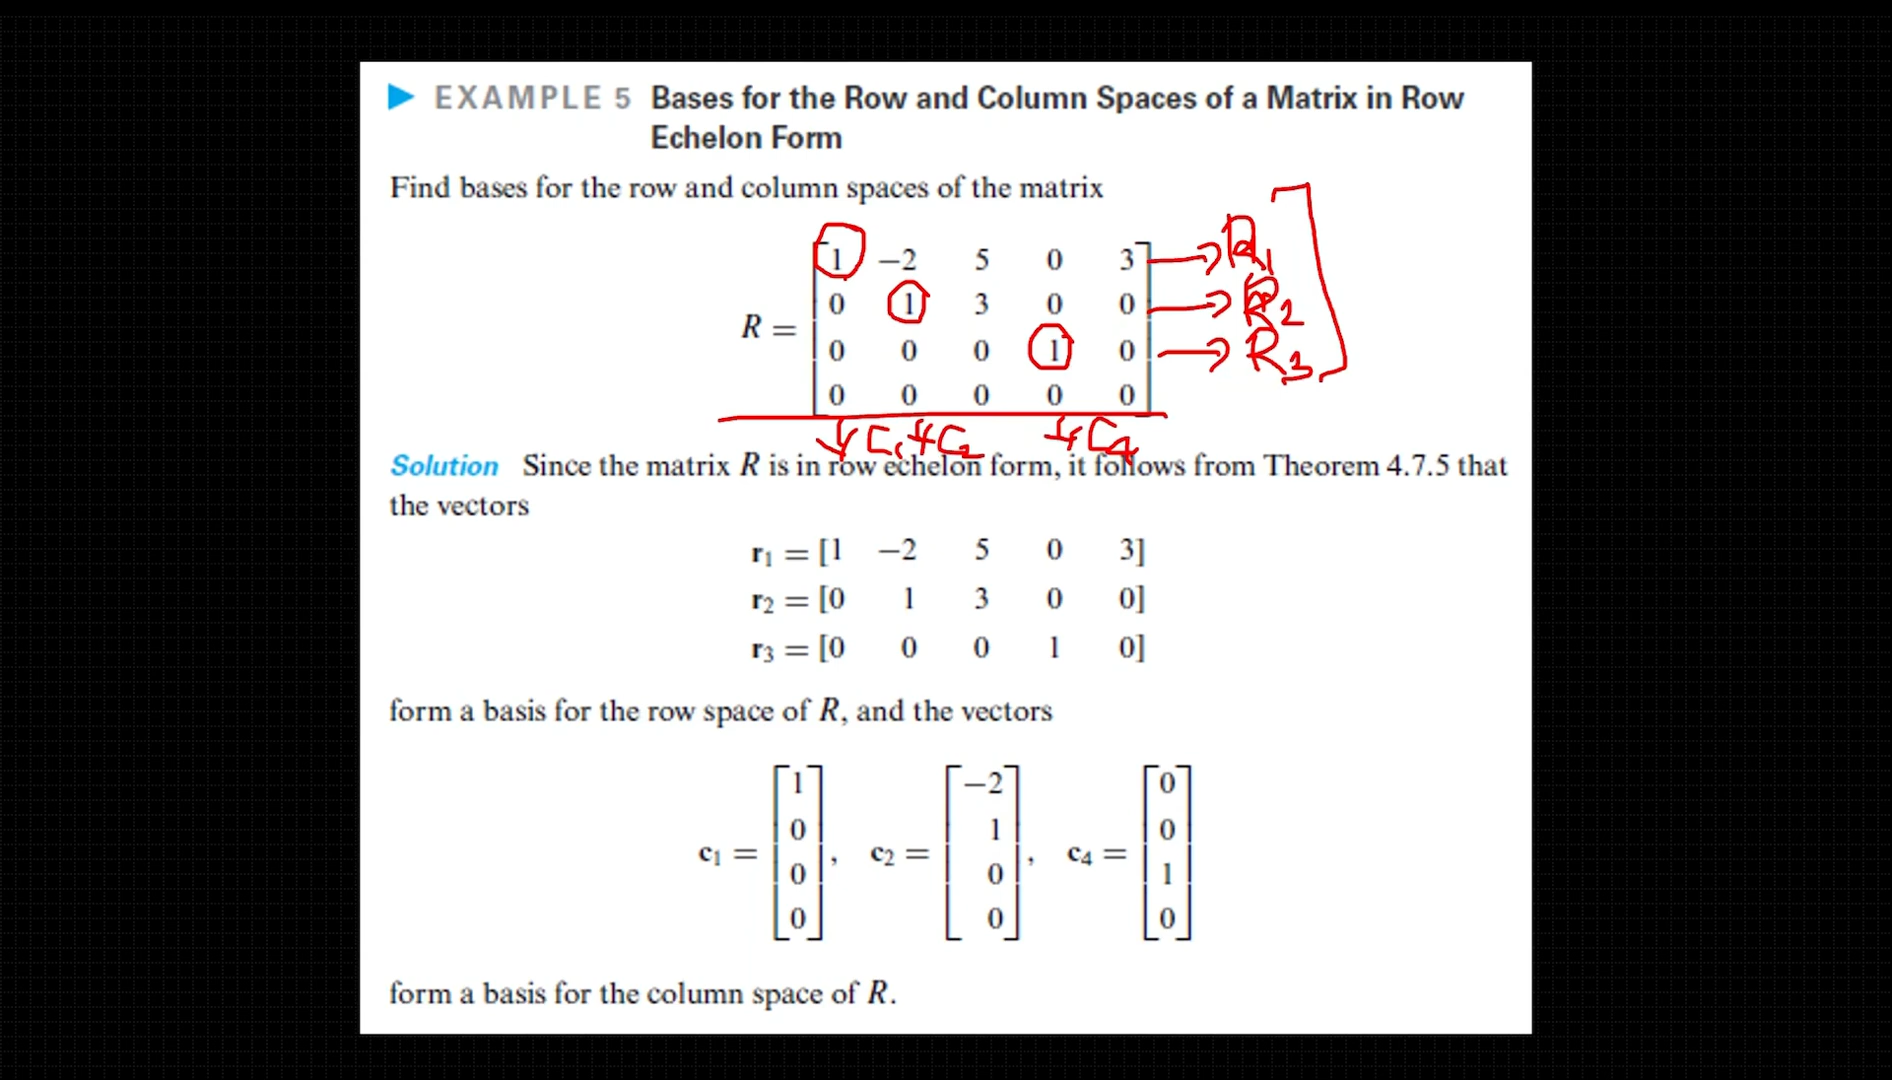 ▶ EXAMPLE 5 Bases for the Row and Column Spaces of a Matrix in Row
Echelon Form
Find bases for the row and column spaces of the matrix
R =
[1 −2 5 0 3] → R1
[0 1 3 0 0] → R2
[0 0 0 1 0] → R3
[0 0 0 0 0]
C1 C2 C4
Solution Since the matrix R is in row echelon form, it follows from Theorem 4.7.5 that
the vectors
r1 = [1 −2 5 0 3]
r2 = [0 1 3 0 0]
r3 = [0 0 0 1 0]
form a basis for the row space of R, and the vectors
c1 = [1 0 0 0], c2 = [−2 1 0 0], c4 = [0 0 1 0]
form a basis for the column space of R.